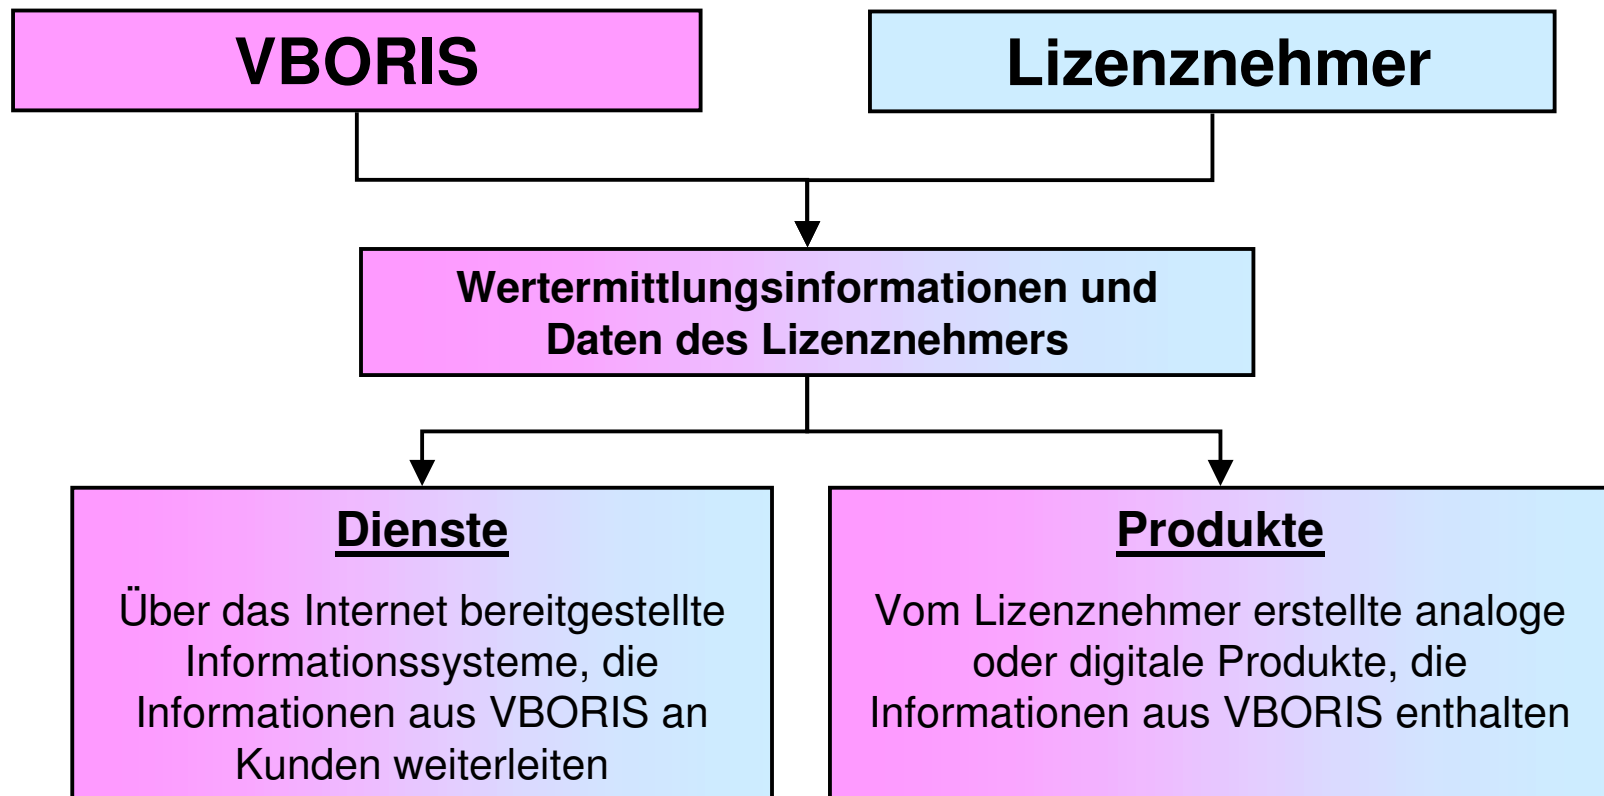 VBORIS
Lizenznehmer
Wertermittlungsinformationen und
Daten des Lizenznehmers
Dienste
Über das Internet bereitgestellte
Informationssysteme, die
Informationen aus VBORIS an
Kunden weiterleiten
Produkte
Vom Lizenznehmer erstellte analoge
oder digitale Produkte, die
Informationen aus VBORIS enthalten